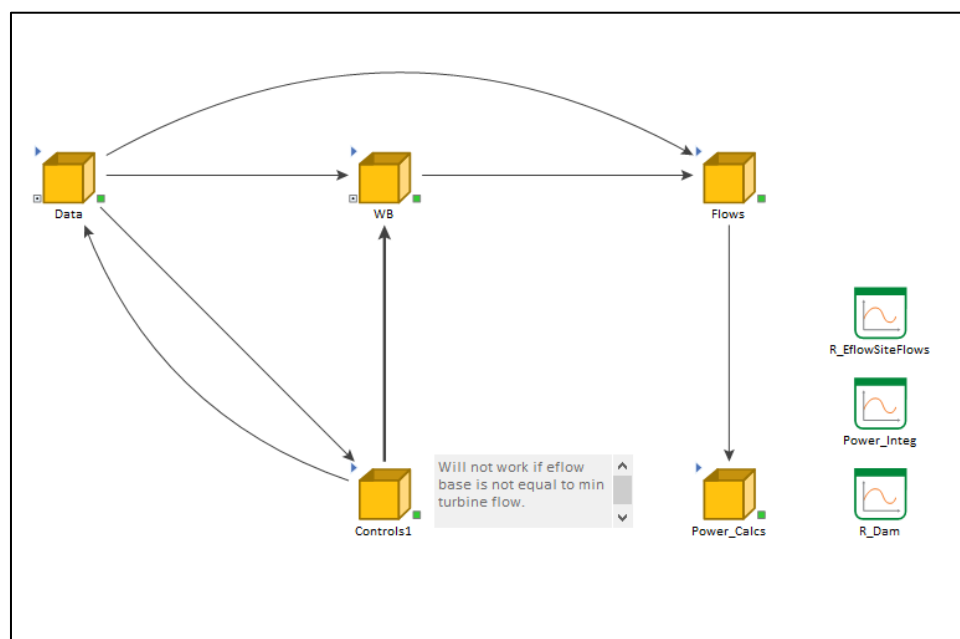 Data
WB
Flows
R_EflowSiteFlows
Power_Integ
Will not work if eflow
base is not equal to min
turbine flow.
Controls1
Power_Calcs
R_Dam